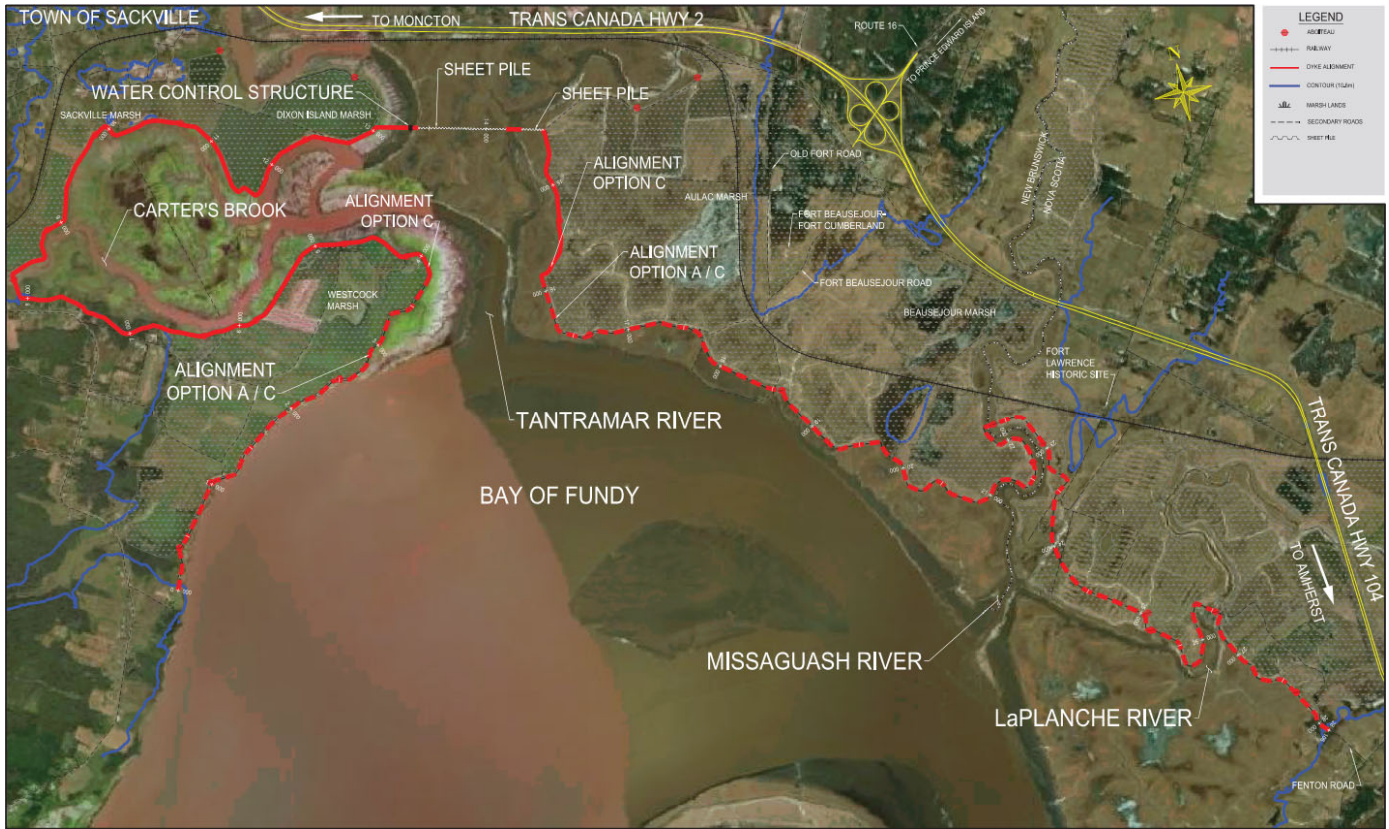 TOWN OF SACKVILLE
TO MONCTON
TRANS CANADA HWY 2
ROUTE 16
TO PRINCE EDWARD ISLAND
LEGEND
ABOITEAU
RAILWAY
DYKE ALIGNMENT
CONTOUR (10.6m)
MARSH LANDS
SECONDARY ROADS
SHEET PILE
N
SHEET PILE
SHEET PILE
WATER CONTROL STRUCTURE
SACKVILLE MARSH
DIXON ISLAND MARSH
OLD FORT ROAD
ALIGNMENT
OPTION C
AULAC MARSH
NEW BRUNSWICK
NOVA SCOTIA
CARTER'S BROOK
ALIGNMENT
OPTION C
FORT BEAUSEJOUR-
FORT CUMBERLAND
ALIGNMENT
OPTION A / C
FORT BEAUSEJOUR ROAD
WESTCOCK
MARSH
BEAUSEJOUR MARSH
FORT
LAWRENCE
HISTORIC SITE
ALIGNMENT
OPTION A / C
TANTRAMAR RIVER
TRANS CANADA HWY 104
BAY OF FUNDY
TO AMHERST
MISSAGUASH RIVER
LaPLANCHE RIVER
FENTON ROAD